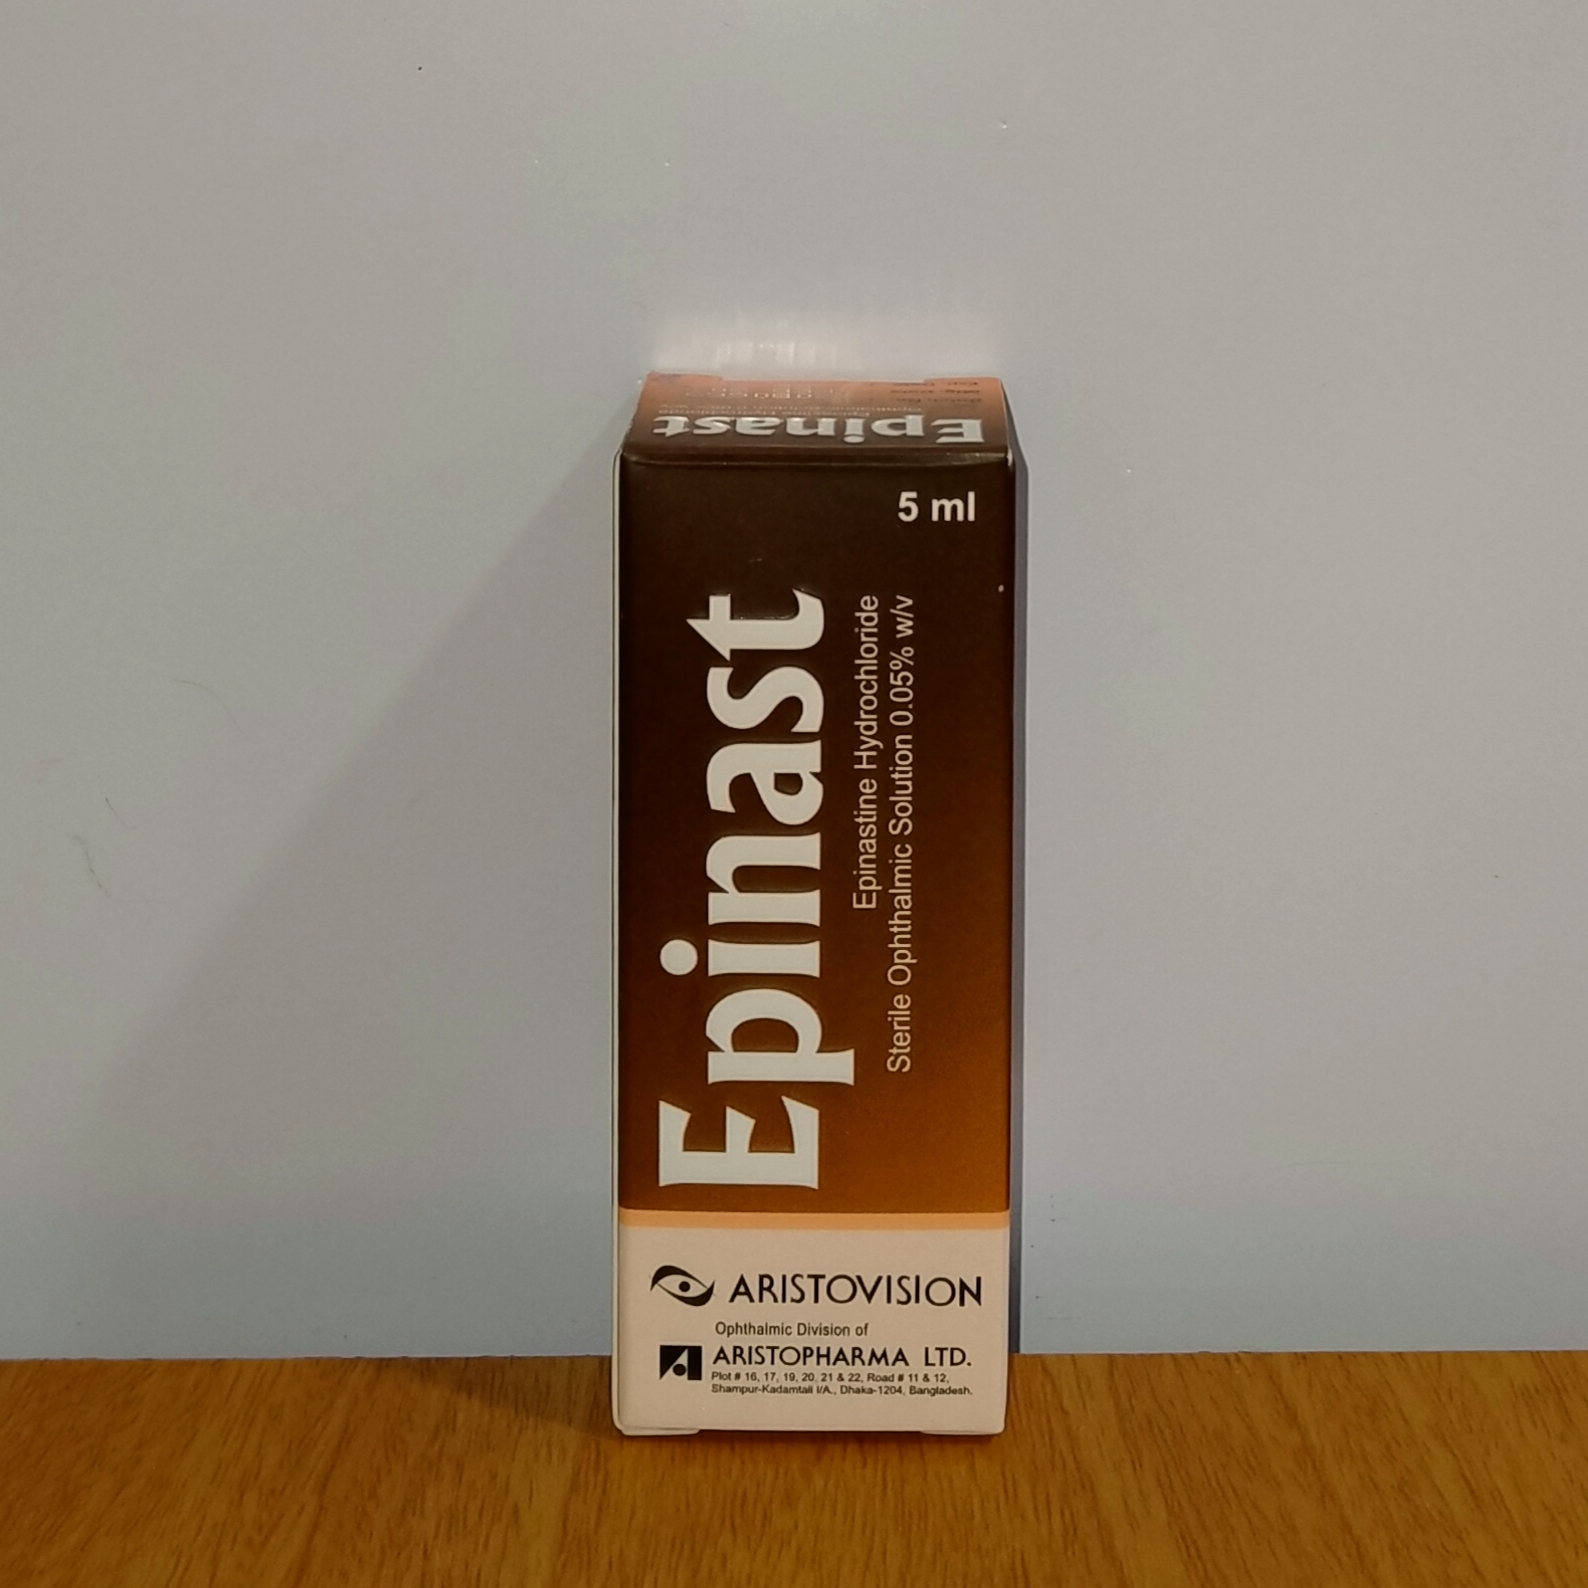 Epinast
5 ml
Epinast
Epinastine Hydrochloride
Sterile Ophthalmic Solution 0.05% w/v
ARISTOVISION
Ophthalmic Division of
ARISTOPHARMA LTD.
Plot # 16, 17, 19, 20, 21 & 22, Road # 11 & 12,
Shampur-Kadamtali I/A., Dhaka-1204, Bangladesh.